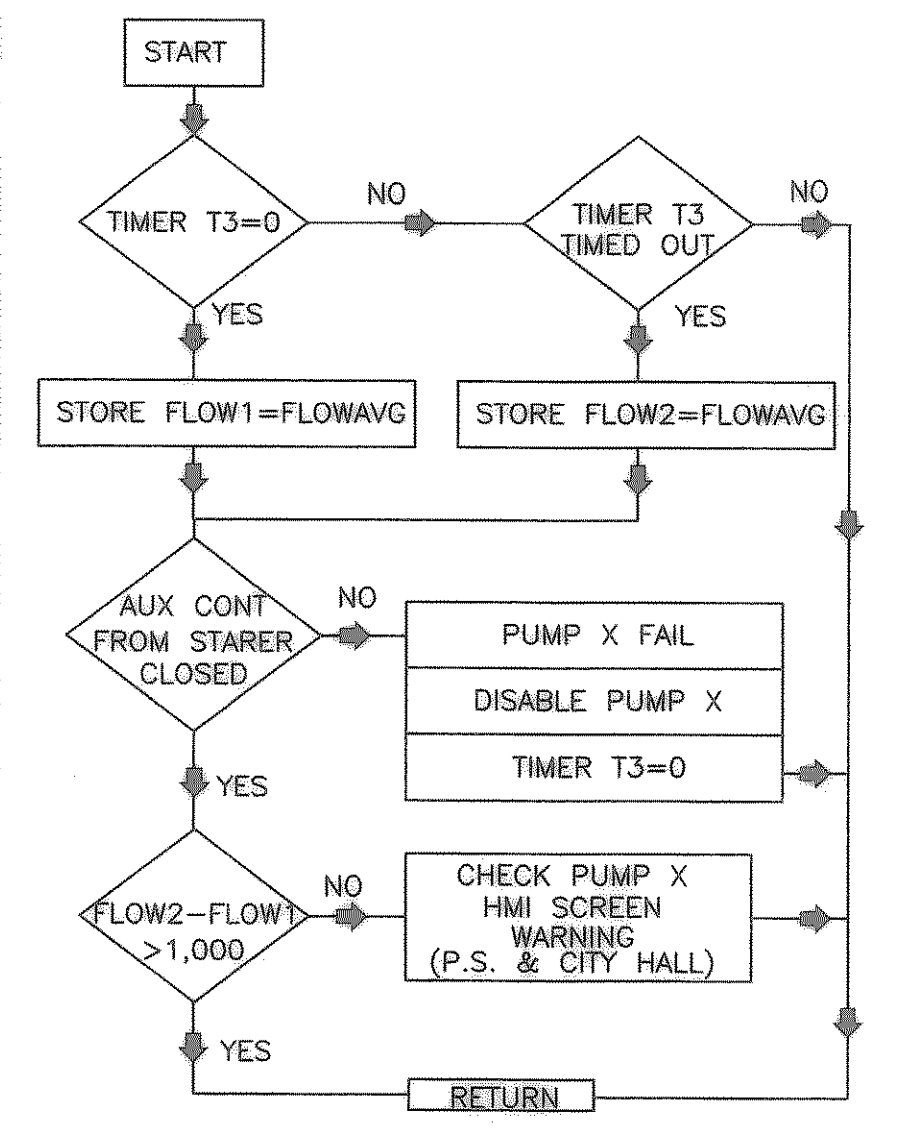 START
TIMER T3=0
NO
TIMER T3
TIMED OUT
NO
YES
YES
STORE FLOW1=FLOWAVG
STORE FLOW2=FLOWAVG
AUX CONT
FROM STARER
CLOSED
NO
PUMP X FAIL
DISABLE PUMP X
TIMER T3=0
YES
FLOW2-FLOW1
>1,000
NO
CHECK PUMP X
HMI SCREEN
WARNING
(P.S. & CITY HALL)
YES
RETURN